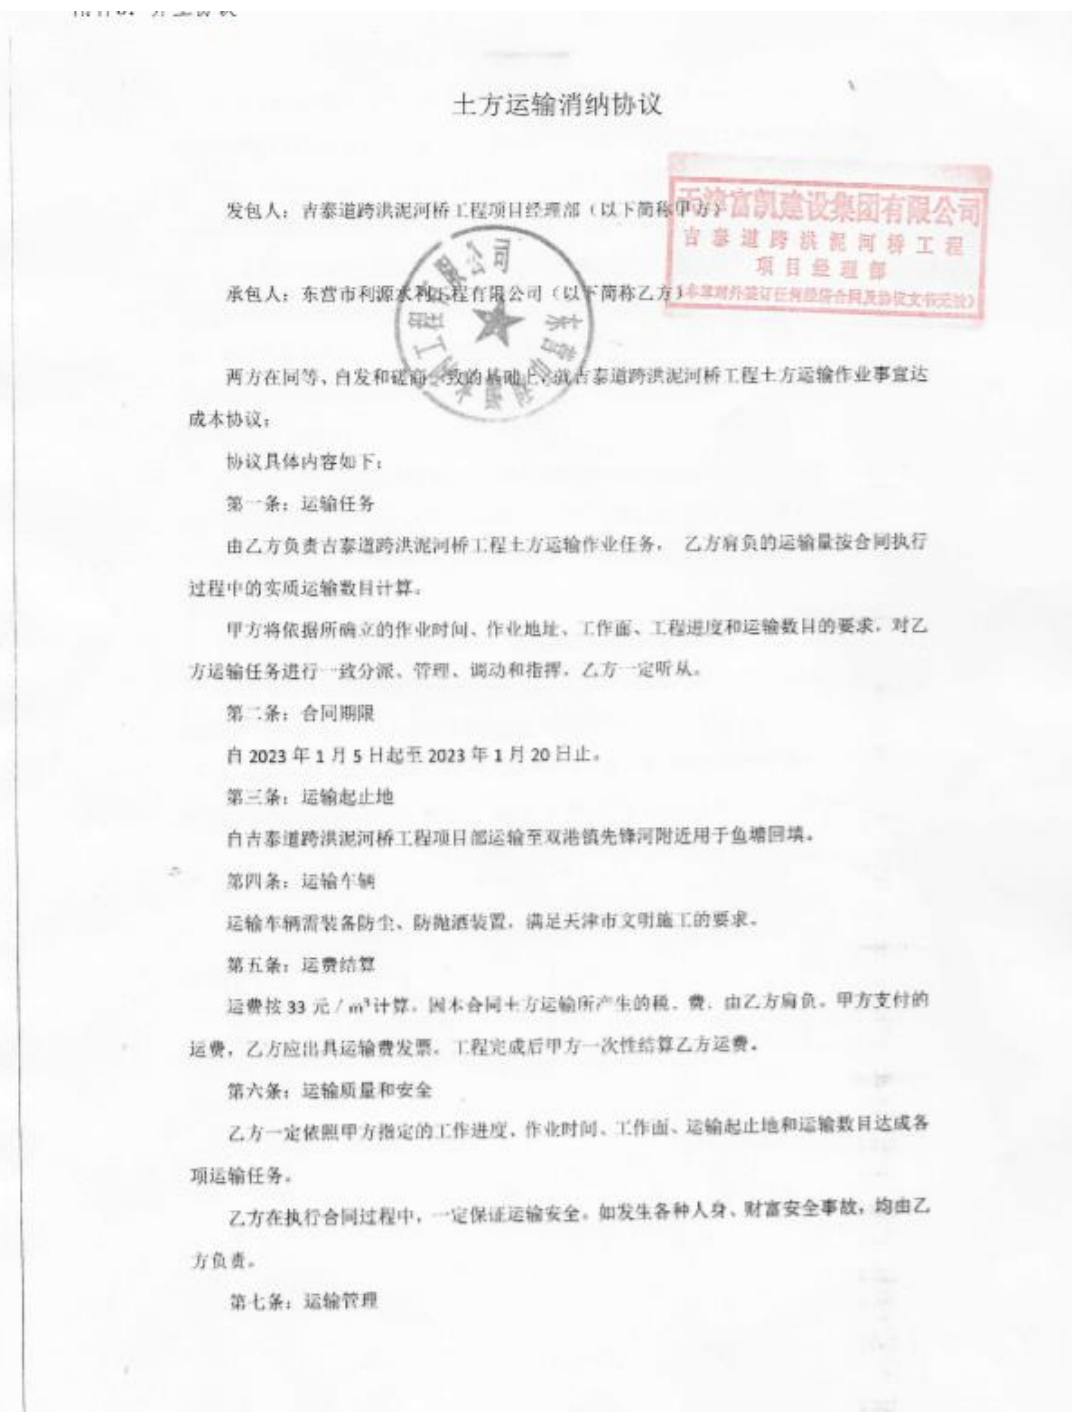 土方运输消纳协议
天津富凯建设集团有限公司
吉泰道跨洪泥河桥工程
项目经理部
发包人：吉泰道跨洪泥河桥工程项目经理部（以下简称甲方）
承包人：东营市利源水利工程有限公司（以下简称乙方）
东营市利源水利工程有限公司
两方在同等、自发和磋商一致的基础上，就吉泰道跨洪泥河桥工程土方运输作业事宜达
成本协议；
协议具体内容如下：
第一条：运输任务
由乙方负责吉泰道跨洪泥河桥工程土方运输作业任务， 乙方肩负的运输量按合同执行
过程中的实质运输数目计算。
甲方将依据所确立的作业时间、作业地址、工作面、工程进度和运输数目的要求，对乙
方运输任务进行一致分派、管理、调动和指挥，乙方一定听从。
第二条：合同期限
自 2023 年 1 月 5 日起至 2023 年 1 月 20 日止。
第三条：运输起止地
自吉泰道跨洪泥河桥工程项目部运输至双港镇先锋河附近用于鱼塘回填。
第四条：运输车辆
运输车辆需装备防尘、防抛洒装置，满足天津市文明施工的要求。
第五条：运费结算
运费按 33 元／m³计算。因本合同土方运输所产生的税、费，由乙方肩负。甲方支付的
运费，乙方应出具运输费发票。工程完成后甲方一次性结算乙方运费。
第六条：运输质量和安全
乙方一定依照甲方指定的工作进度、作业时间、工作面、运输起止地和运输数目达成各
项运输任务。
乙方在执行合同过程中，一定保证运输安全。如发生各种人身、财富安全事故，均由乙
方负责。
第七条：运输管理